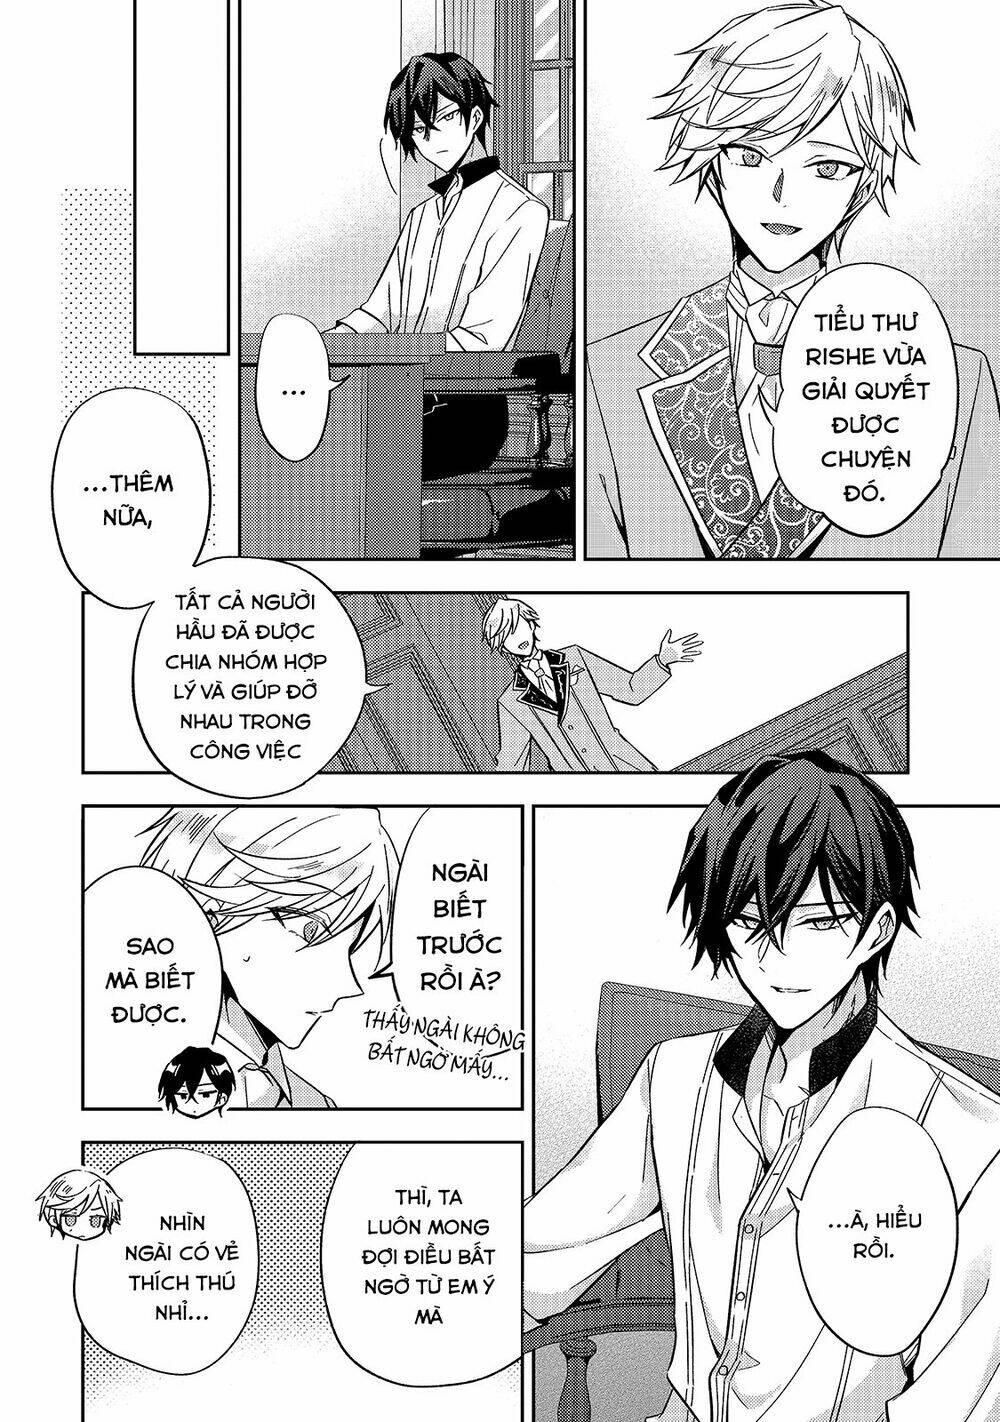 TIỂU THƯ
RISHE VỪA
GIẢI QUYẾT
ĐƯỢC
CHUYỆN
ĐÓ.
...
...THÊM
NỮA,
TẤT CẢ NGƯỜI
HẦU ĐÃ ĐƯỢC
CHIA NHÓM HỢP
LÝ VÀ GIÚP ĐỠ
NHAU TRONG
CÔNG VIỆC
...À, HIỂU
RỒI.
NGÀI
BIẾT
TRƯỚC
RỒI À?
THẤY NGÀI KHÔNG
BẤT NGỜ MẤY...
SAO
MÀ BIẾT
ĐƯỢC.
THÌ, TA
LUÔN MONG
ĐỢI ĐIỀU BẤT
NGỜ TỪ EM Ý
MÀ
NHÌN
NGÀI CÓ VẺ
THÍCH THÚ
NHỈ...